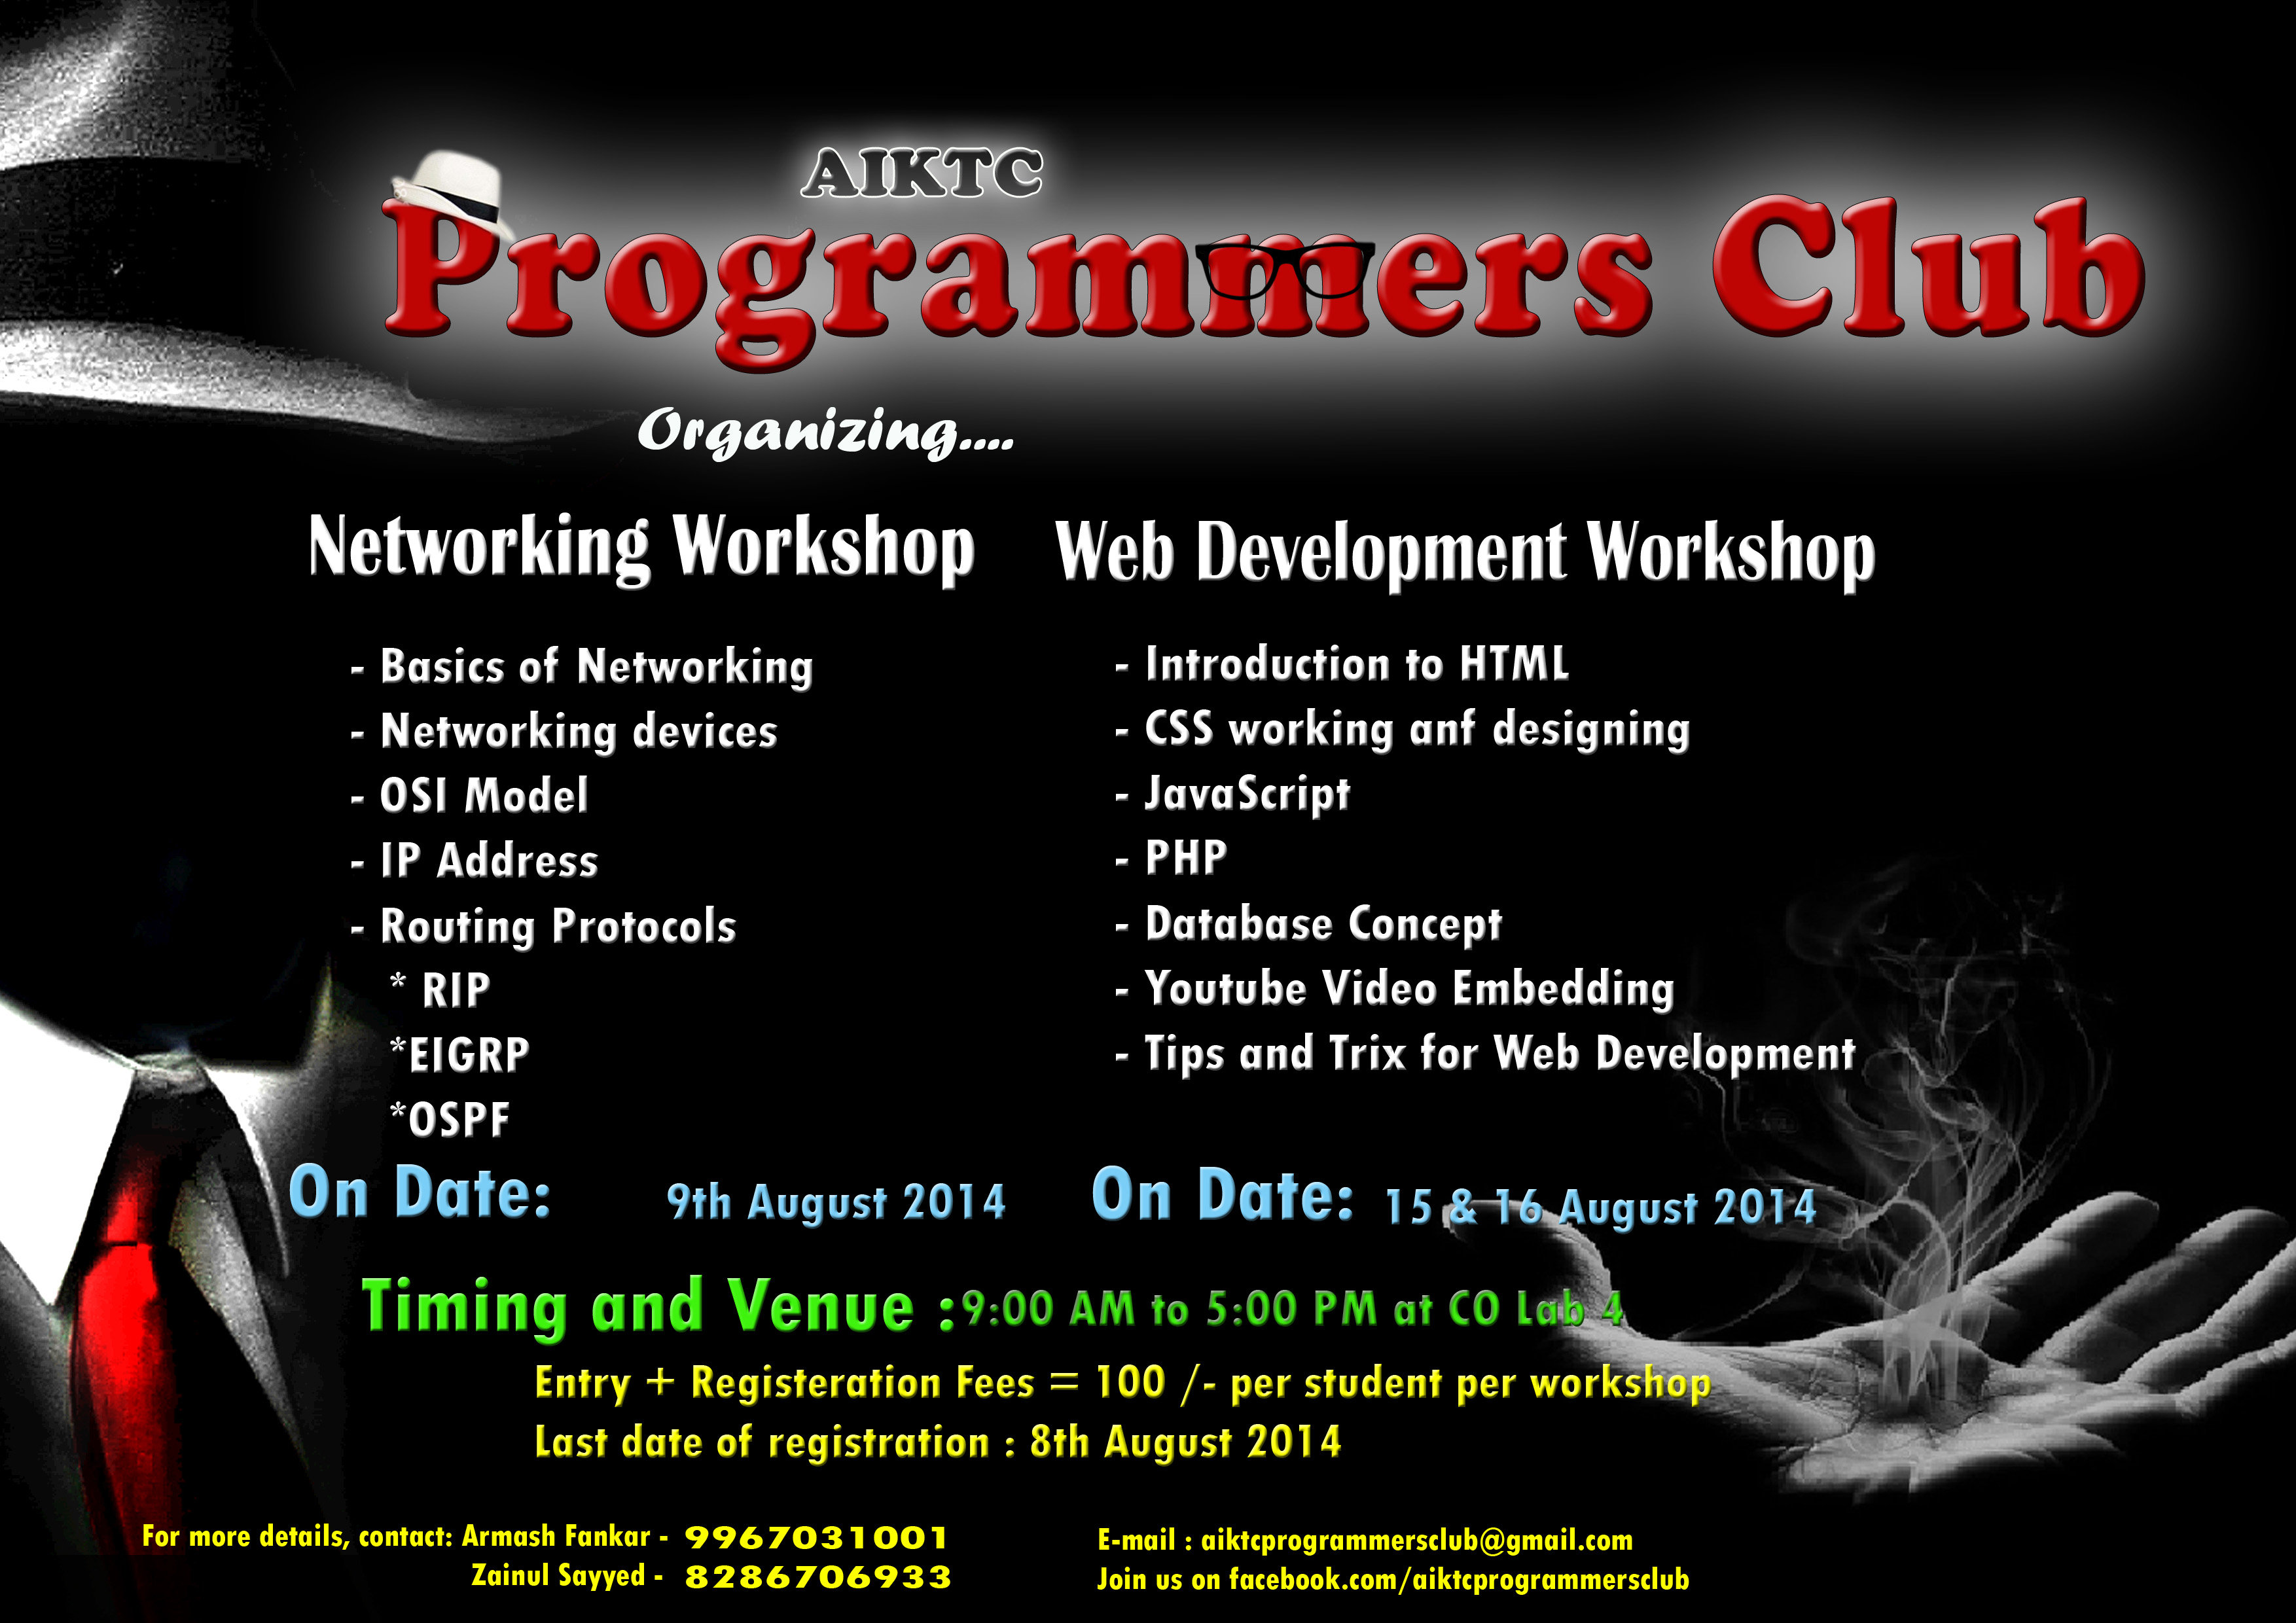 AIKTC
Programmers Club
Organizing....
Networking Workshop
- Basics of Networking
- Networking devices
- OSI Model
- IP Address
- Routing Protocols
* RIP
*EIGRP
*OSPF
On Date: 9th August 2014
Web Development Workshop
- Introduction to HTML
- CSS working anf designing
- JavaScript
- PHP
- Database Concept
- Youtube Video Embedding
- Tips and Trix for Web Development
On Date: 15 & 16 August 2014
Timing and Venue :9:00 AM to 5:00 PM at CO Lab 4
Entry + Registeration Fees = 100 /- per student per workshop
Last date of registration : 8th August 2014
For more details, contact: Armash Fankar - 9967031001
Zainul Sayyed - 8286706933
E-mail : aiktcprogrammersclub@gmail.com
Join us on facebook.com/aiktcprogrammersclub